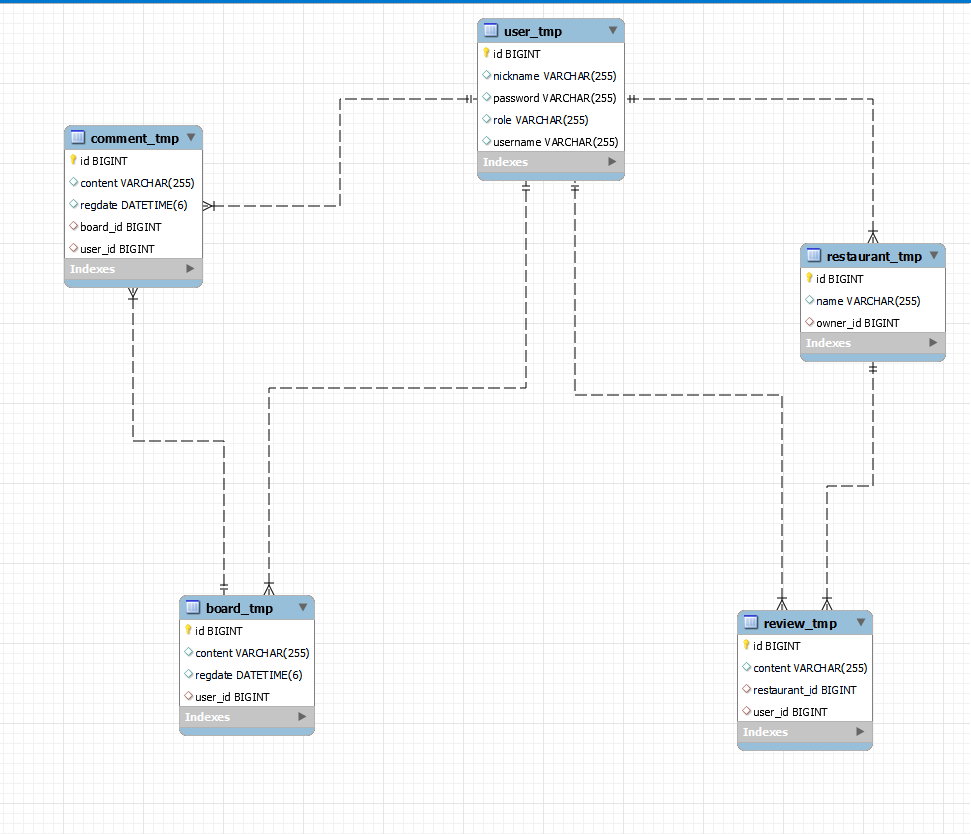 user_tmp
id BIGINT
nickname VARCHAR(255)
password VARCHAR(255)
role VARCHAR(255)
username VARCHAR(255)
Indexes
comment_tmp
id BIGINT
content VARCHAR(255)
regdate DATETIME(6)
board_id BIGINT
user_id BIGINT
Indexes
restaurant_tmp
id BIGINT
name VARCHAR(255)
owner_id BIGINT
Indexes
board_tmp
id BIGINT
content VARCHAR(255)
regdate DATETIME(6)
user_id BIGINT
Indexes
review_tmp
id BIGINT
content VARCHAR(255)
restaurant_id BIGINT
user_id BIGINT
Indexes